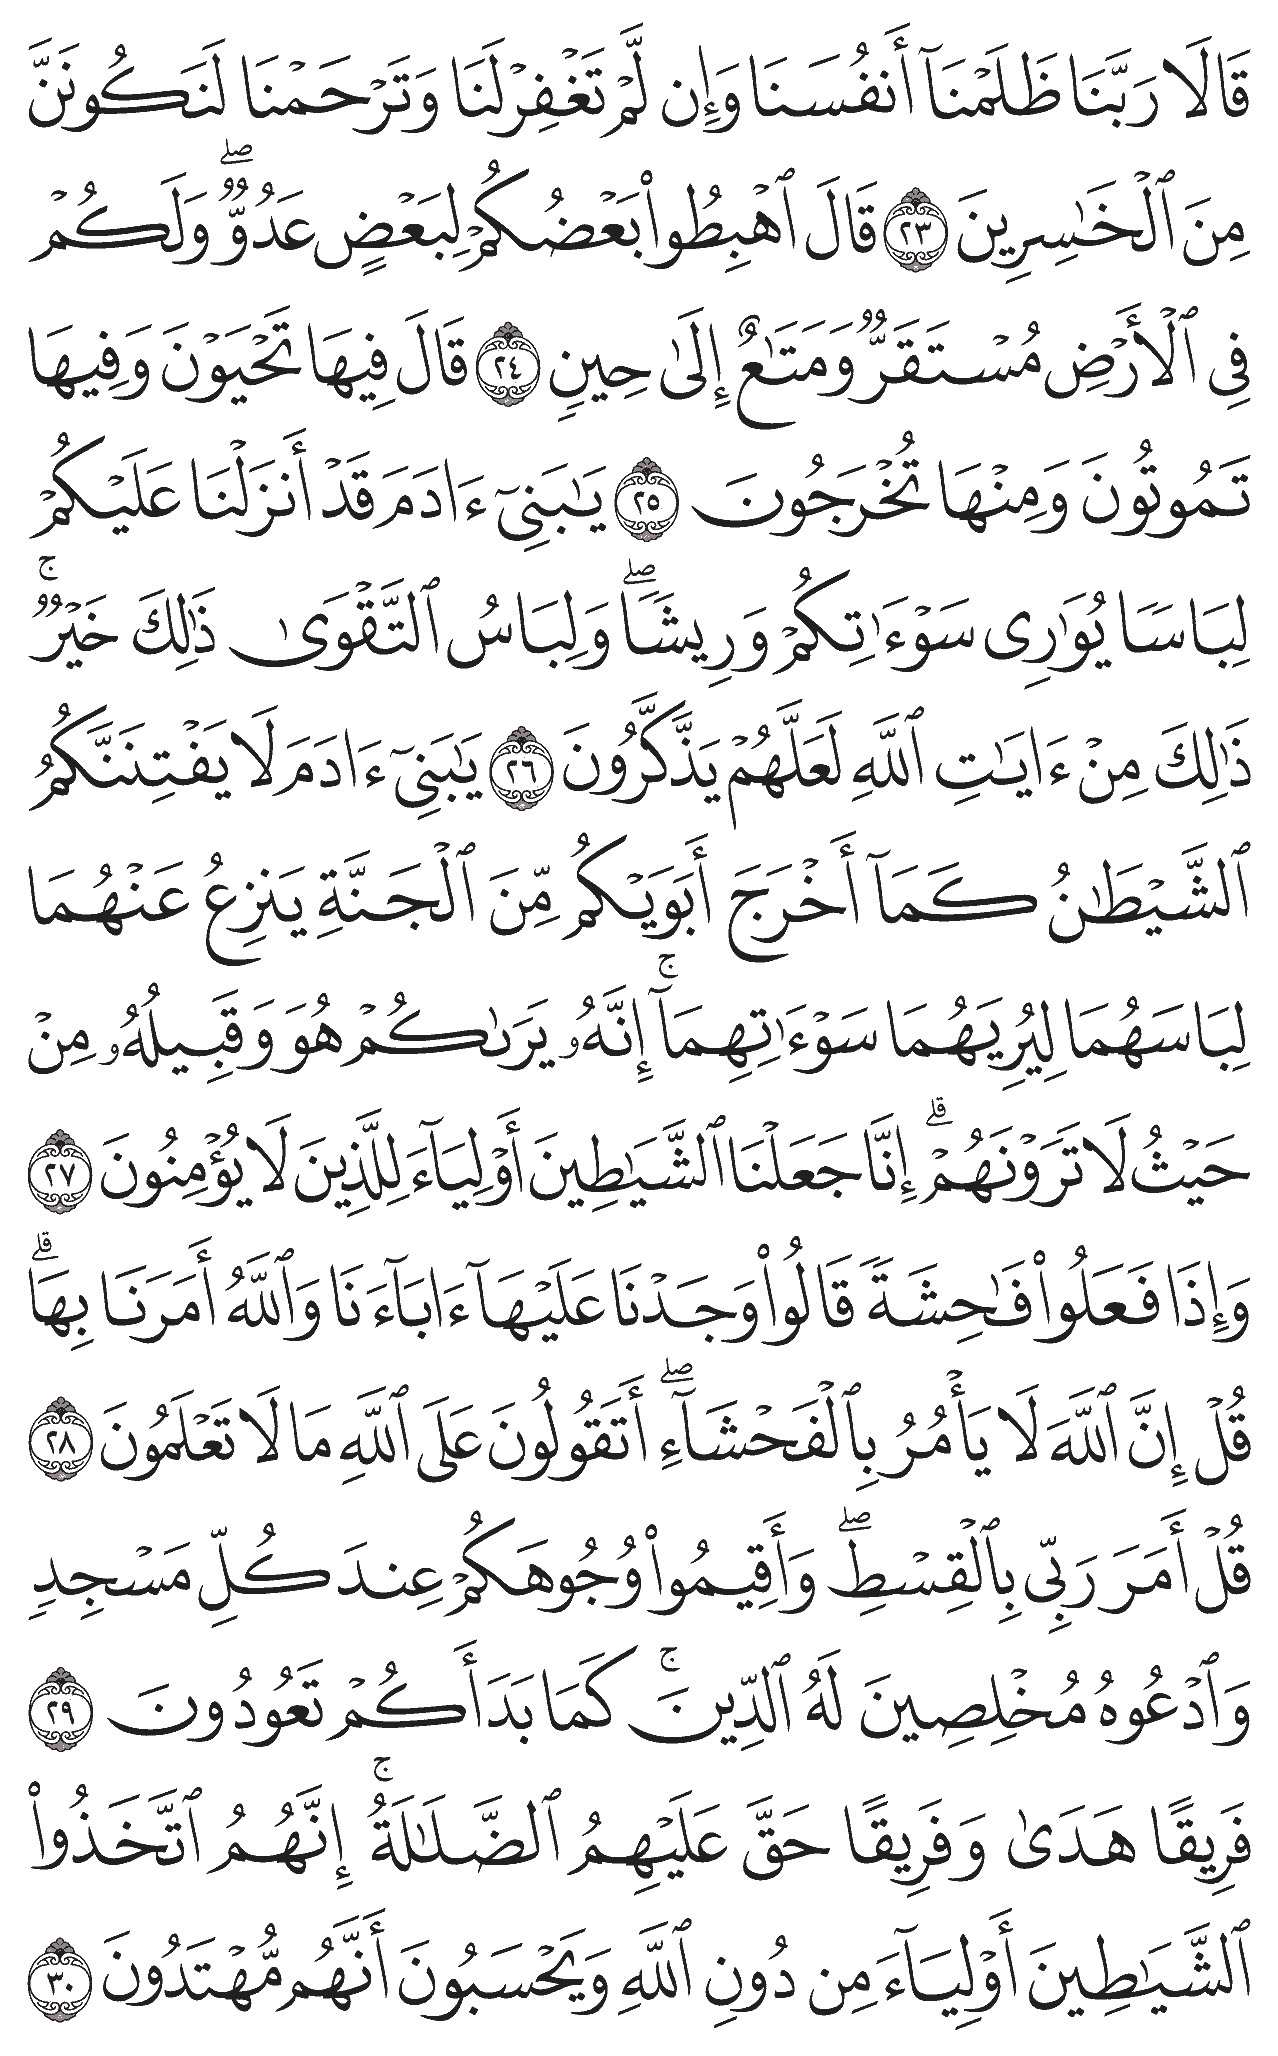 قَالَا رَبَّنَا ظَلَمۡنَآ أَنفُسَنَا وَإِن لَّمۡ تَغۡفِرۡ لَنَا وَتَرۡحَمۡنَا لَنَكُونَنَّ
مِنَ ٱلۡخَٰسِرِينَ ٢٣ قَالَ ٱهۡبِطُواْ بَعۡضُكُمۡ لِبَعۡضٍ عَدُوّٞۖ وَلَكُمۡ
فِي ٱلۡأَرۡضِ مُسۡتَقَرّٞ وَمَتَٰعٌ إِلَىٰ حِينٖ ٢٤ قَالَ فِيهَا تَحۡيَوۡنَ وَفِيهَا
تَمُوتُونَ وَمِنۡهَا تُخۡرَجُونَ ٢٥ يَٰبَنِيٓ ءَادَمَ قَدۡ أَنزَلۡنَا عَلَيۡكُمۡ
لِبَاسٗا يُوَٰرِي سَوۡءَٰتِكُمۡ وَرِيشٗاۖ وَلِبَاسُ ٱلتَّقۡوَىٰ ذَٰلِكَ خَيۡرٞۚ
ذَٰلِكَ مِنۡ ءَايَٰتِ ٱللَّهِ لَعَلَّهُمۡ يَذَّكَّرُونَ ٢٦ يَٰبَنِيٓ ءَادَمَ لَا يَفۡتِنَنَّكُمُ
ٱلشَّيۡطَٰنُ كَمَآ أَخۡرَجَ أَبَوَيۡكُم مِّنَ ٱلۡجَنَّةِ يَنزِعُ عَنۡهُمَا
لِبَاسَهُمَا لِيُرِيَهُمَا سَوۡءَٰتِهِمَآۚ إِنَّهُۥ يَرَىٰكُمۡ هُوَ وَقَبِيلُهُۥ مِنۡ
حَيۡثُ لَا تَرَوۡنَهُمۡۗ إِنَّا جَعَلۡنَا ٱلشَّيَٰطِينَ أَوۡلِيَآءَ لِلَّذِينَ لَا يُؤۡمِنُونَ ٢٧
وَإِذَا فَعَلُواْ فَٰحِشَةٗ قَالُواْ وَجَدۡنَا عَلَيۡهَآ ءَابَآءَنَا وَٱللَّهُ أَمَرَنَا بِهَاۗ
قُلۡ إِنَّ ٱللَّهَ لَا يَأۡمُرُ بِٱلۡفَحۡشَآءِۖ أَتَقُولُونَ عَلَى ٱللَّهِ مَا لَا تَعۡلَمُونَ ٢٨
قُلۡ أَمَرَ رَبِّي بِٱلۡقِسۡطِۖ وَأَقِيمُواْ وُجُوهَكُمۡ عِندَ كُلِّ مَسۡجِدٖ
وَٱدۡعُوهُ مُخۡلِصِينَ لَهُ ٱلدِّينَۚ كَمَا بَدَأَكُمۡ تَعُودُونَ ٢٩
فَرِيقًا هَدَىٰ وَفَرِيقًا حَقَّ عَلَيۡهِمُ ٱلضَّلَٰلَةُۚ إِنَّهُمُ ٱتَّخَذُواْ
ٱلشَّيَٰطِينَ أَوۡلِيَآءَ مِن دُونِ ٱللَّهِ وَيَحۡسَبُونَ أَنَّهُم مُّهۡتَدُونَ ٣٠